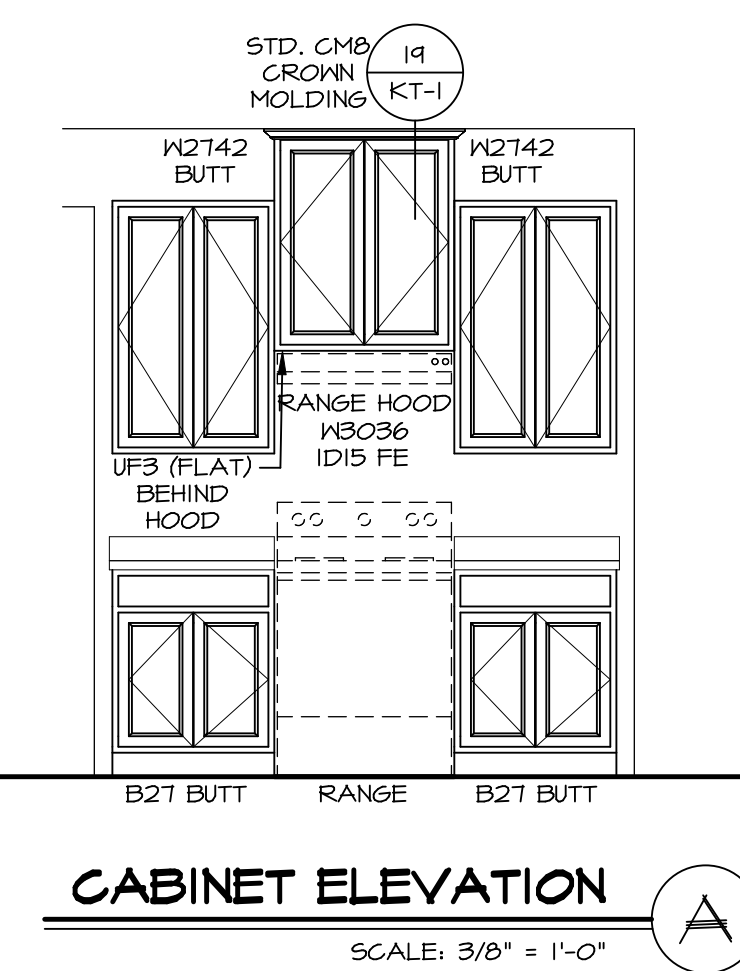 STD. CM8
CROWN
MOLDING
19
KT-1
W2742
BUTT
W2742
BUTT
RANGE HOOD
W3036
1D15 FE
UF3 (FLAT)
BEHIND
HOOD
B27 BUTT
RANGE
B27 BUTT
CABINET ELEVATION
A
SCALE: 3/8" = 1'-0"